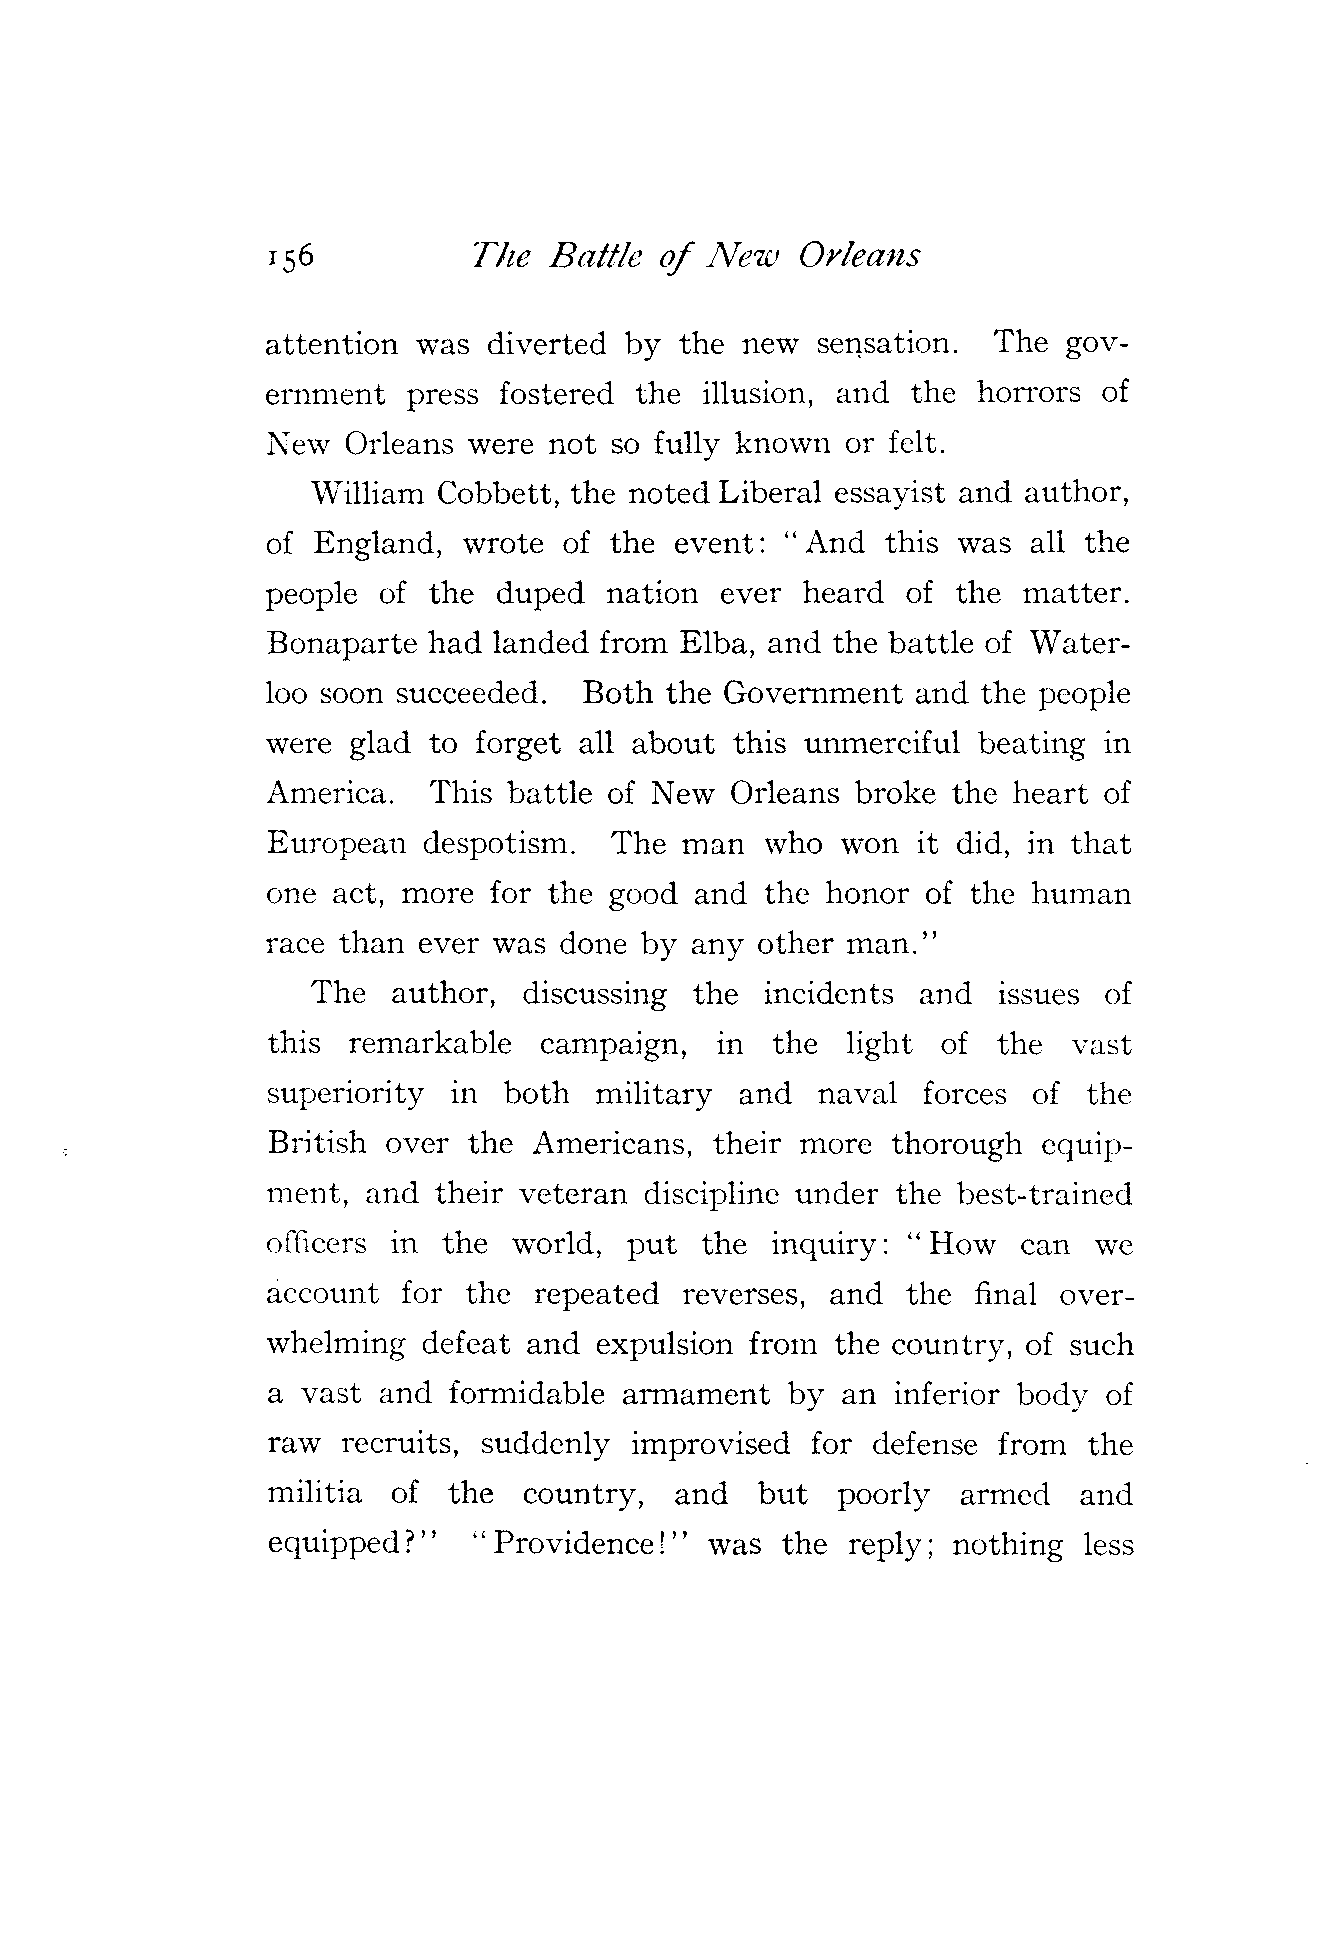 156 The Battle of New Orleans
attention was diverted by the new sensation. The gov-
ernment press fostered the illusion, and the horrors of
New Orleans were not so fully known or felt.
William Cobbett, the noted Liberal essayist and author,
of England, wrote of the event: "And this was all the
people of the duped nation ever heard of the matter.
Bonaparte had landed from Elba, and the battle of Water-
loo soon succeeded. Both the Government and the people
were glad to forget all about this unmerciful beating in
America. This battle of New Orleans broke the heart of
European despotism. The man who won it did, in that
one act, more for the good and the honor of the human
race than ever was done by any other man."
The author, discussing the incidents and issues of
this remarkable campaign, in the light of the vast
superiority in both military and naval forces of the
British over the Americans, their more thorough equip-
ment, and their veteran discipline under the best-trained
officers in the world, put the inquiry: "How can we
account for the repeated reverses, and the final over-
whelming defeat and expulsion from the country, of such
a vast and formidable armament by an inferior body of
raw recruits, suddenly improvised for defense from the
militia of the country, and but poorly armed and
equipped?" "Providence!" was the reply; nothing less